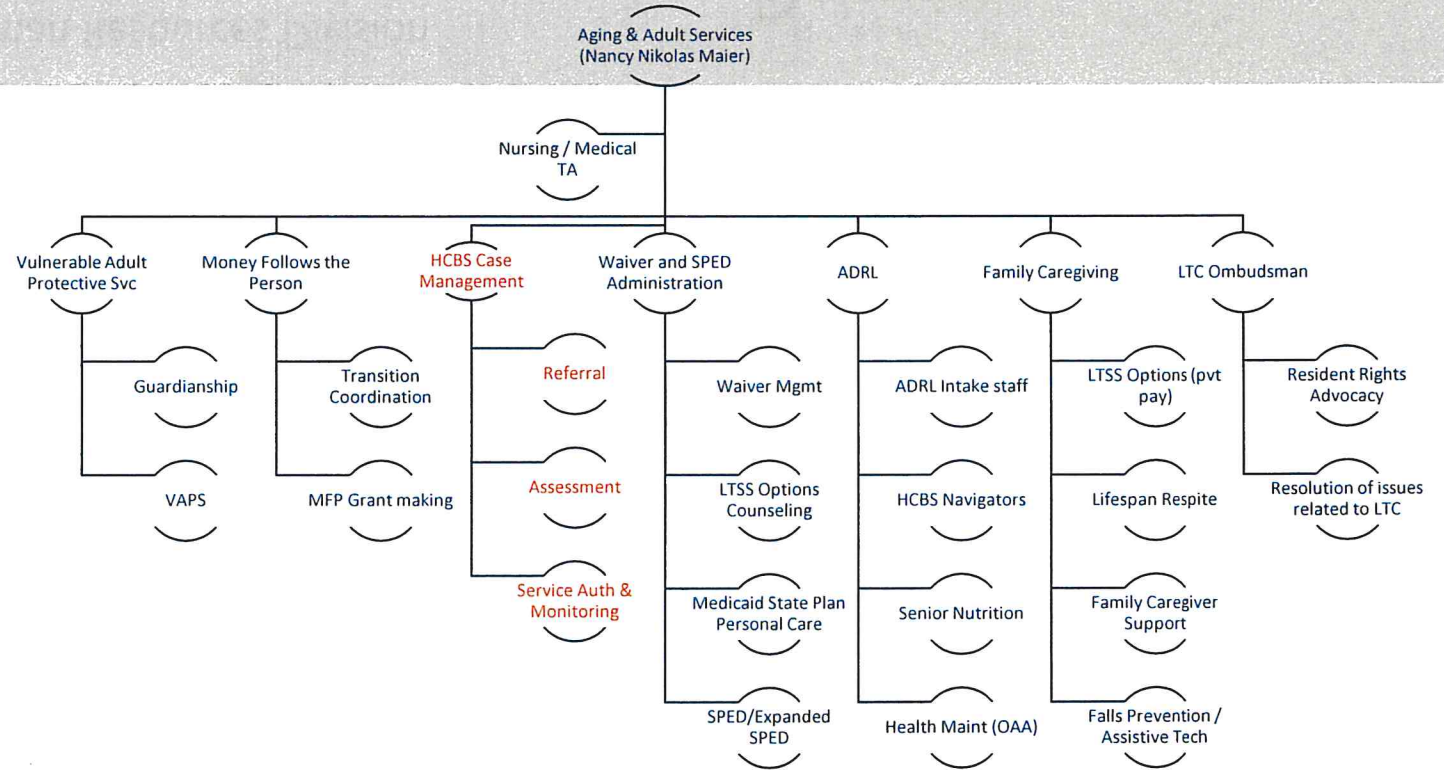 Aging & Adult Services
(Nancy Nikolas Maier)
Nursing / Medical
TA
Vulnerable Adult
Protective Svc
Money Follows the
Person
HCBS Case
Management
Waiver and SPED
Administration
ADRL
Family Caregiving
LTC Ombudsman
Guardianship
VAPS
Transition
Coordination
MFP Grant making
Referral
Assessment
Service Auth &
Monitoring
Waiver Mgmt
LTSS Options
Counseling
Medicaid State Plan
Personal Care
SPED/Expanded
SPED
ADRL Intake staff
HCBS Navigators
Senior Nutrition
Health Maint (OAA)
LTSS Options (pvt
pay)
Lifespan Respite
Family Caregiver
Support
Falls Prevention /
Assistive Tech
Resident Rights
Advocacy
Resolution of issues
related to LTC